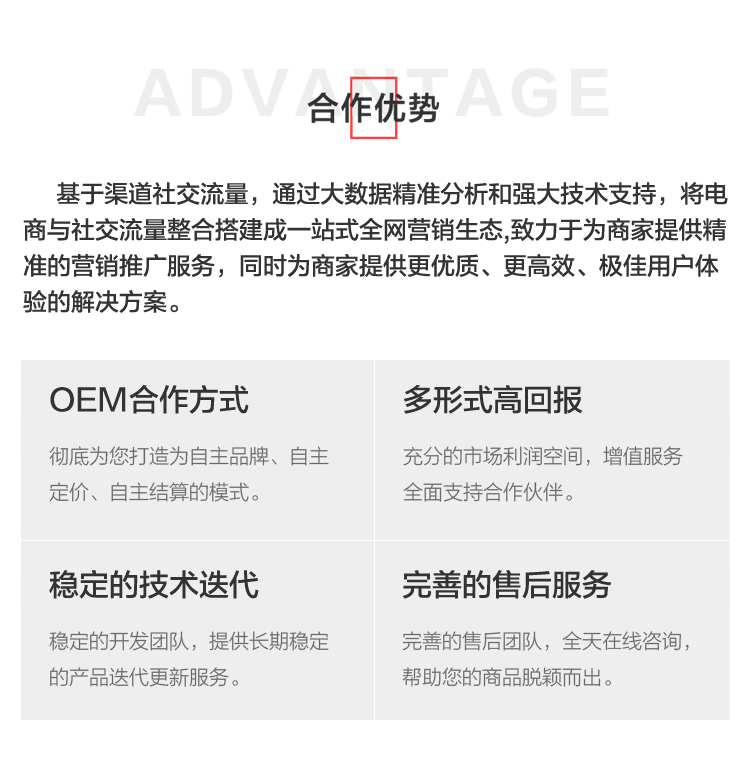 ADVANTAGE
合作优势
基于渠道社交流量，通过大数据精准分析和强大技术支持，将电
商与社交流量整合搭建成一站式全网营销生态,致力于为商家提供精
准的营销推广服务，同时为商家提供更优质、更高效、极佳用户体
验的解决方案。
OEM合作方式
彻底为您打造为自主品牌、自主
定价、自主结算的模式。
多形式高回报
充分的市场利润空间，增值服务
全面支持合作伙伴。
稳定的技术迭代
稳定的开发团队，提供长期稳定
的产品迭代更新服务。
完善的售后服务
完善的售后团队，全天在线咨询，
帮助您的商品脱颖而出。